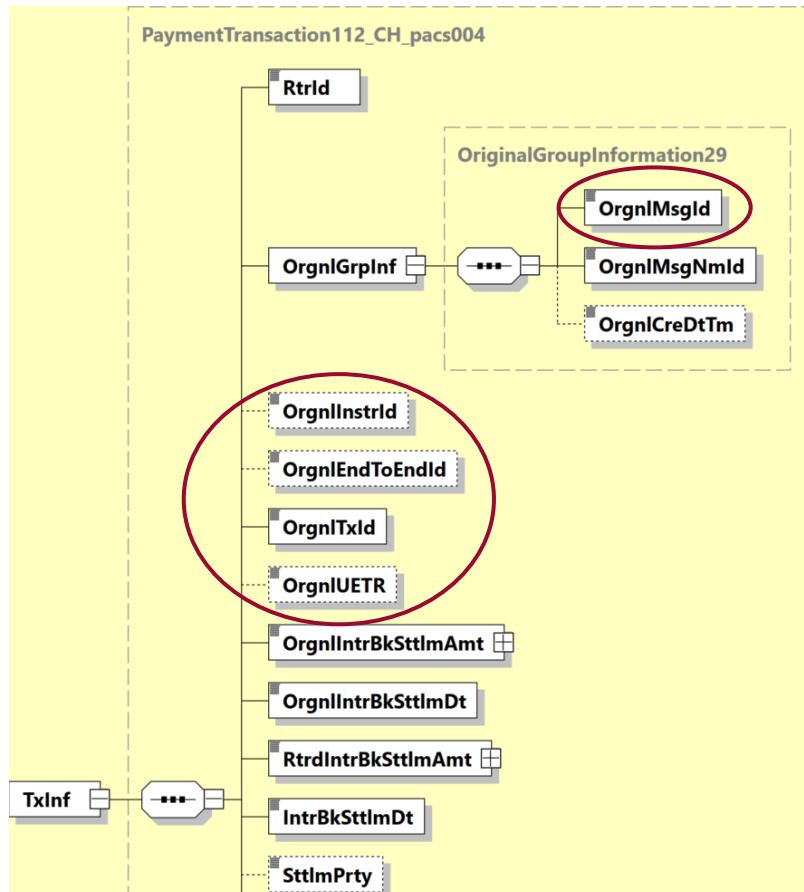 PaymentTransaction112_CH_pacs004
RtrId
OriginalGroupInformation29
OrgnlMsgId
OrgnlGrpInf
OrgnlMsgNmId
OrgnlCreDtTm
OrgnlInstrId
OrgnlEndToEndId
OrgnlTxId
OrgnlUETR
OrgnlIntrBkSttlmAmt
OrgnlIntrBkSttlmDt
RtrdIntrBkSttlmAmt
TxInf
IntrBkSttlmDt
SttlmPrty